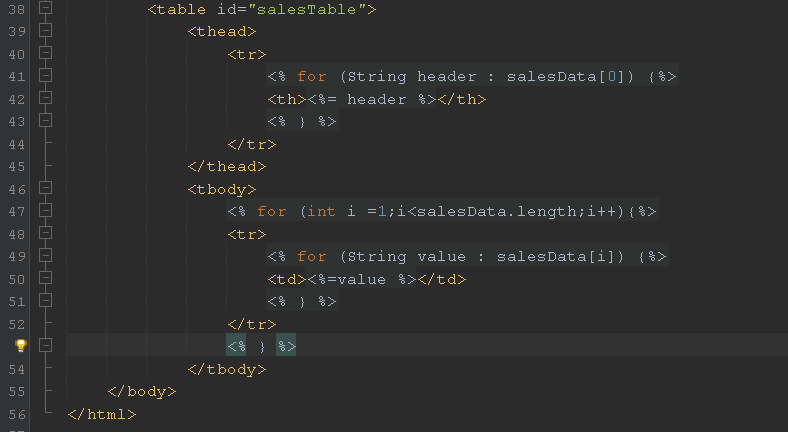 38 <table id="salesTable">
39 <thead>
40 <tr>
41 <% for (String header : salesData[0]) {%>
42 <th><%= header %></th>
43 <% } %>
44 </tr>
45 </thead>
46 <tbody>
47 <% for (int i =1;i<salesData.length;i++){%>
48 <tr>
49 <% for (String value : salesData[i]) {%>
50 <td><%=value %></td>
51 <% } %>
52 </tr>
<% } %>
54 </tbody>
55 </body>
56 </html>